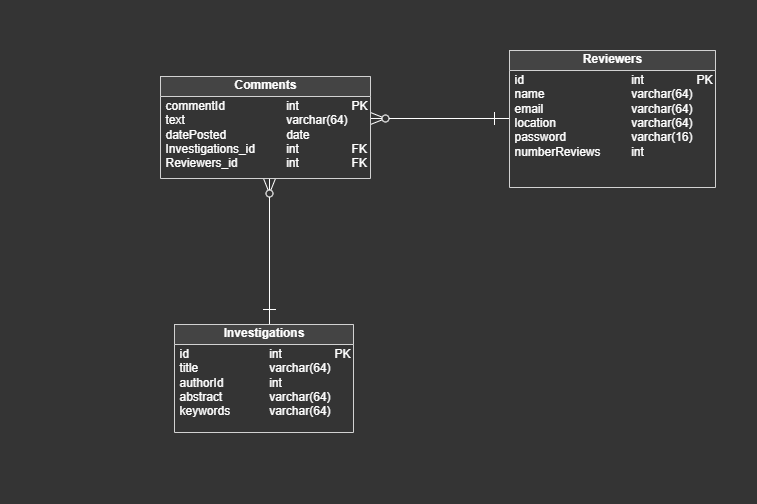 Reviewers
id int PK
name varchar(64)
email varchar(64)
location varchar(64)
password varchar(16)
numberReviews int
Comments
commentId int PK
text varchar(64)
datePosted date
Investigations_id int FK
Reviewers_id int FK
Investigations
id int PK
title varchar(64)
authorId int
abstract varchar(64)
keywords varchar(64)